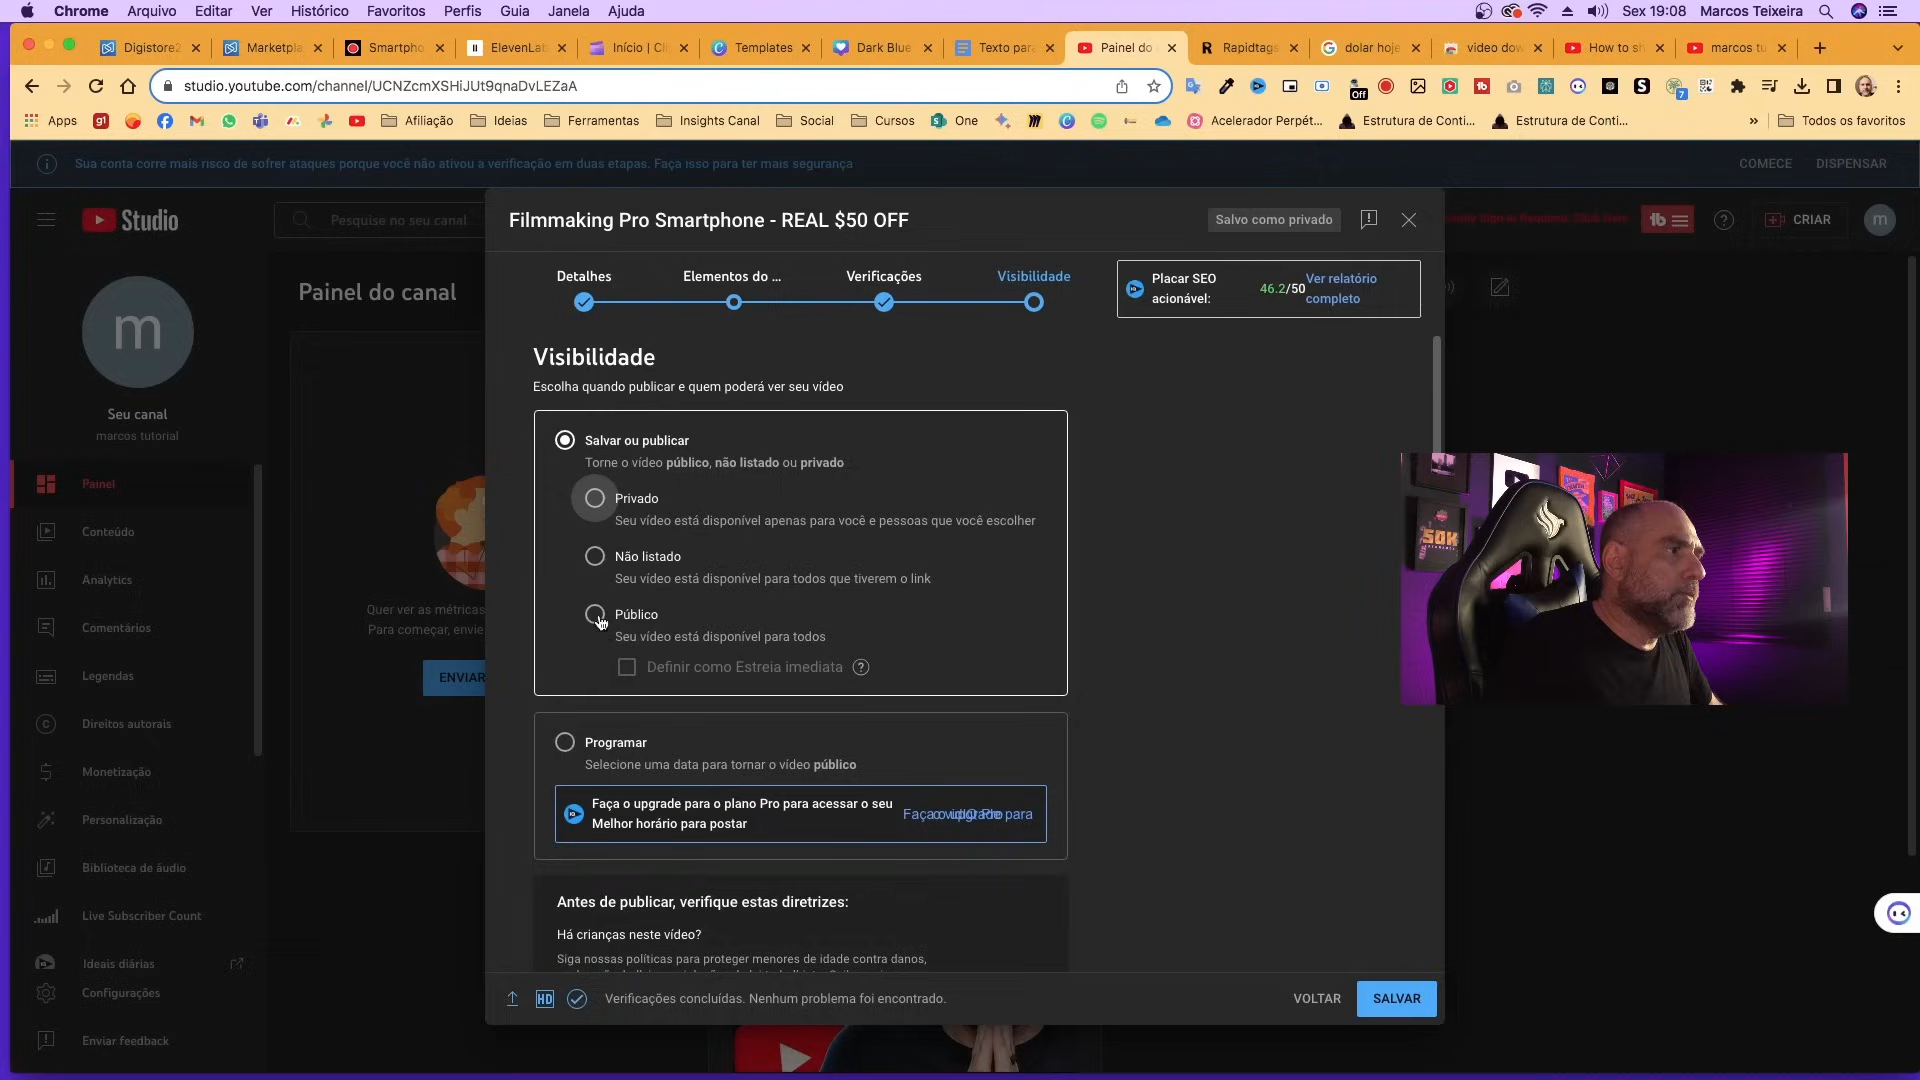 Chrome Arquivo Editar Ver Histórico Favoritos Perfis Guia Janela Ajuda
Sex 19:08 Marcos Teixeira
Digistore2
Marketpla
Smartpho
ElevenLab
Início | Cli
Templates
Dark Blue
Texto para
Painel do
Rapidtags
dolar hoje
video dow
How to sh
marcos tu
studio.youtube.com/channel/UCNZcmXSHiJUt9qnaDvLEZaA
Off
7
Apps
Afiliação
Ideias
Ferramentas
Insights Canal
Social
Cursos
One
Acelerador Perpét...
Estrutura de Conti...
Estrutura de Conti...
»
Todos os favoritos
Sua conta corre mais risco de sofrer ataques porque você não ativou a verificação em duas etapas. Faça isso para ter mais segurança
COMECE DISPENSAR
Studio
Pesquise no seu canal
CRIAR
m
Filmmaking Pro Smartphone - REAL $50 OFF
Salvo como privado
Detalhes
Elementos do ...
Verificações
Visibilidade
Placar SEO
acionável:
46.2/50
Ver relatório
completo
m
Seu canal
marcos tutorial
Painel
Conteúdo
Analytics
Comentários
Legendas
Direitos autorais
Monetização
Personalização
Biblioteca de áudio
Live Subscriber Count
Ideais diárias
Configurações
Enviar feedback
Painel do canal
Quer ver as métricas
Para começar, envie
ENVIAR
Visibilidade
Escolha quando publicar e quem poderá ver seu vídeo
Salvar ou publicar
Torne o vídeo público, não listado ou privado
Privado
Seu vídeo está disponível apenas para você e pessoas que você escolher
Não listado
Seu vídeo está disponível para todos que tiverem o link
Público
Seu vídeo está disponível para todos
Definir como Estreia imediata
Programar
Selecione uma data para tornar o vídeo público
Faça o upgrade para o plano Pro para acessar o seu
Melhor horário para postar
Antes de publicar, verifique estas diretrizes:
Há crianças neste vídeo?
Siga nossas políticas para proteger menores de idade contra danos,
HD
Verificações concluídas. Nenhum problema foi encontrado.
VOLTAR
SALVAR
50K